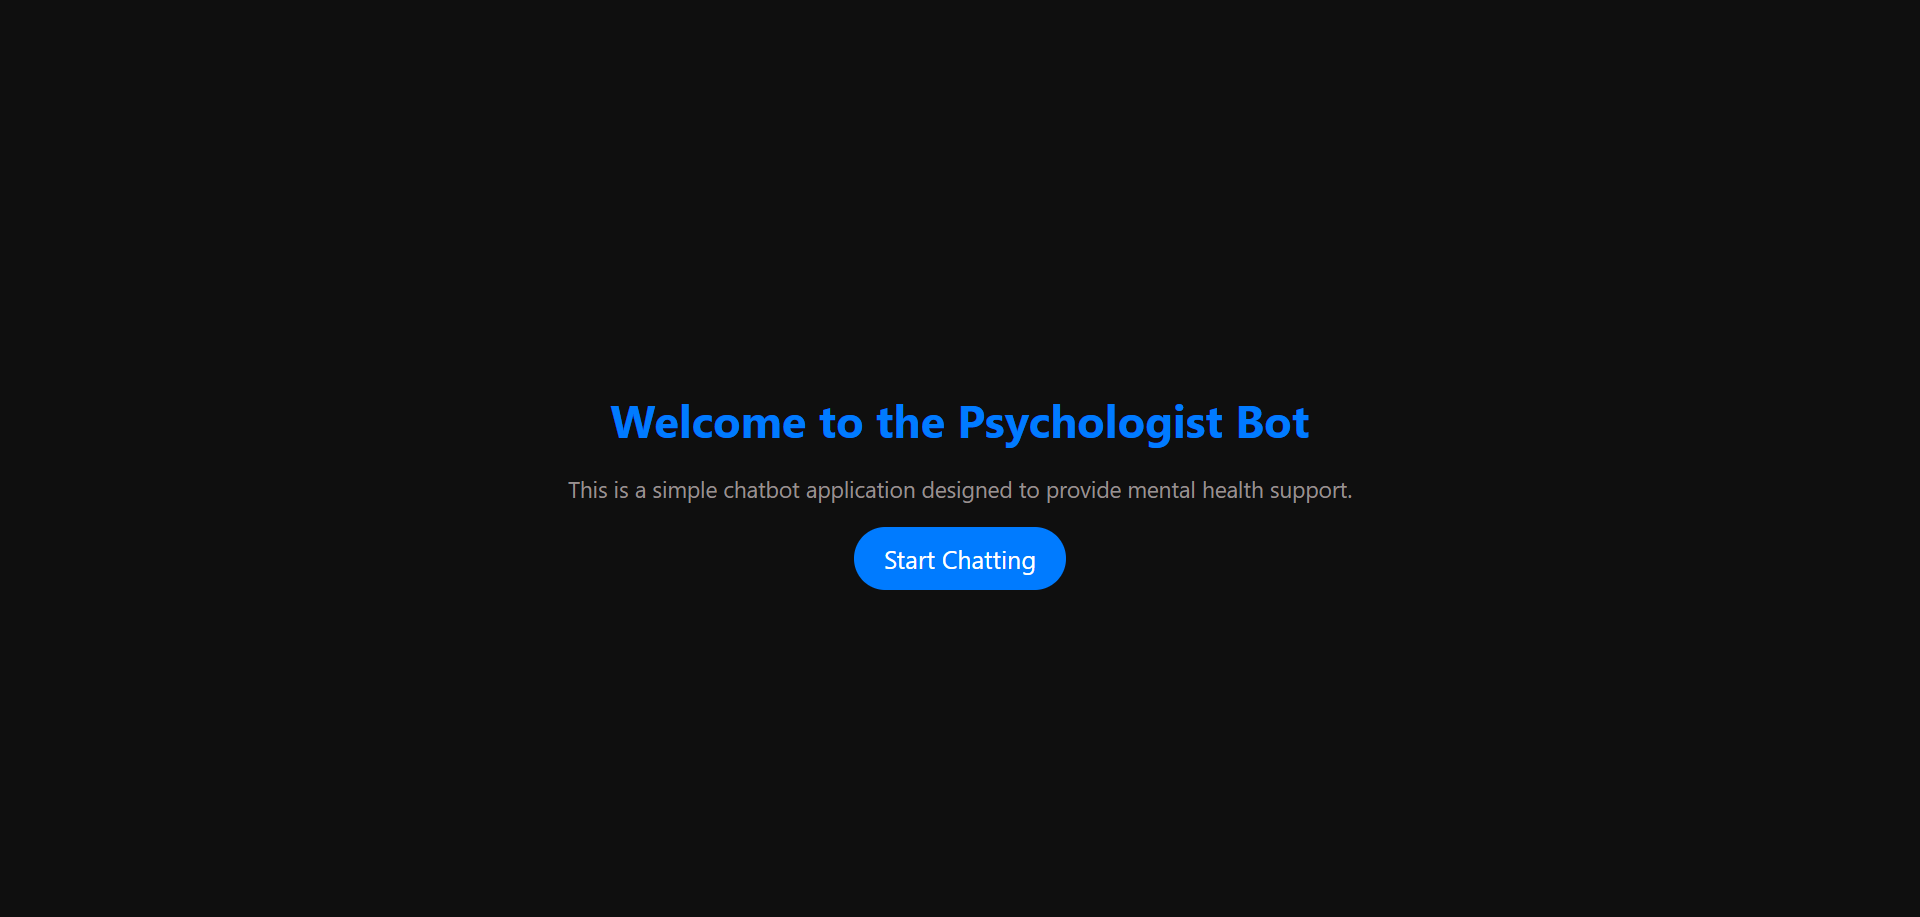 Welcome to the Psychologist Bot
This is a simple chatbot application designed to provide mental health support.
Start Chatting